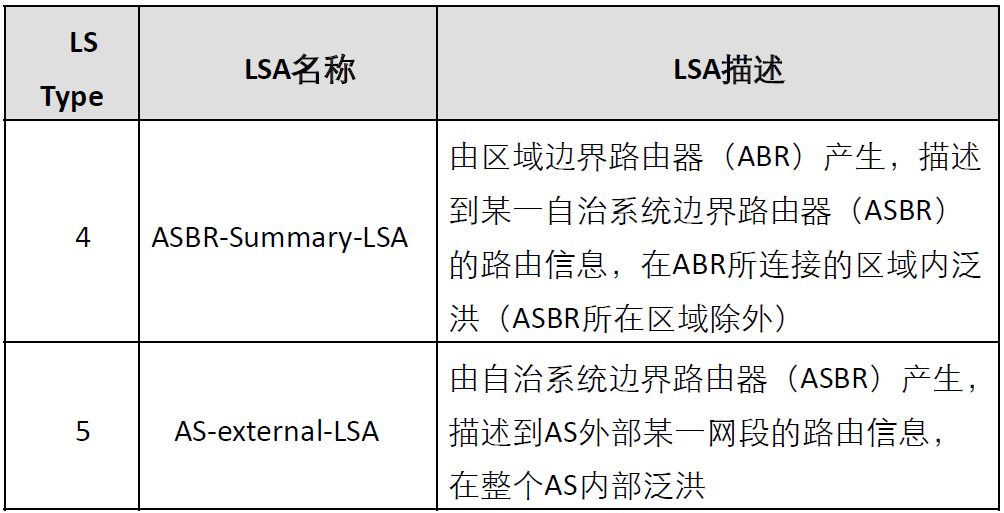 LS
Type
LSA名称
LSA描述
4
ASBR-Summary-LSA
由区域边界路由器（ABR）产生，描述
到某一自治系统边界路由器（ASBR）
的路由信息，在ABR所连接的区域内泛
洪（ASBR所在区域除外）
5
AS-external-LSA
由自治系统边界路由器（ASBR）产生，
描述到AS外部某一网段的路由信息，
在整个AS内部泛洪